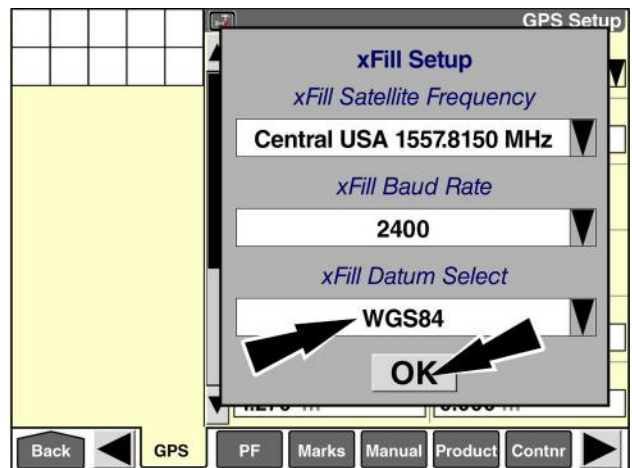 GPS Setup
xFill Setup
xFill Satellite Frequency
Central USA 1557.8150 MHz
xFill Baud Rate
2400
xFill Datum Select
WGS84
OK
Back GPS PF Marks Manual Product Contnr